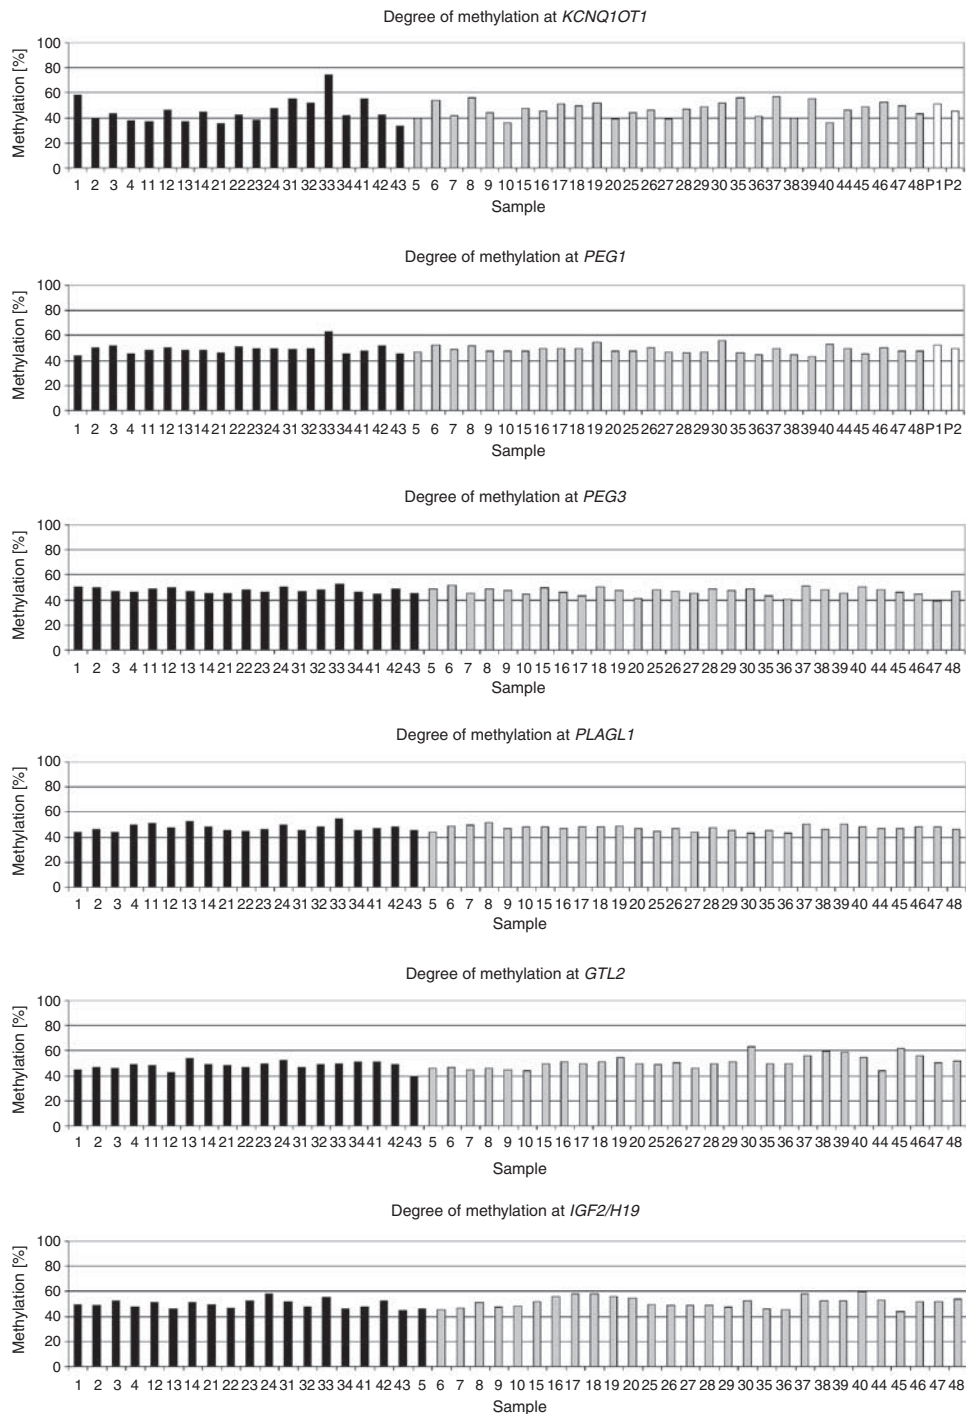 Degree of methylation at KCNQ1OT1
Methylation [%]
100
80
60
40
20
0
1 2 3 4 11 12 13 14 21 22 23 24 31 32 33 34 41 42 43 5 6 7 8 9 10 15 16 17 18 19 20 25 26 27 28 29 30 35 36 37 38 39 40 44 45 46 47 48 P1 P2
Sample
Degree of methylation at PEG1
Methylation [%]
100
80
60
40
20
0
1 2 3 4 11 12 13 14 21 22 23 24 31 32 33 34 41 42 43 5 6 7 8 9 10 15 16 17 18 19 20 25 26 27 28 29 30 35 36 37 38 39 40 44 45 46 47 48 P1 P2
Sample
Degree of methylation at PEG3
Methylation [%]
100
80
60
40
20
0
1 2 3 4 11 12 13 14 21 22 23 24 31 32 33 34 41 42 43 5 6 7 8 9 10 15 16 17 18 19 20 25 26 27 28 29 30 35 36 37 38 39 40 44 45 46 47 48
Sample
Degree of methylation at PLAGL1
Methylation [%]
100
80
60
40
20
0
1 2 3 4 11 12 13 14 21 22 23 24 31 32 33 34 41 42 43 5 6 7 8 9 10 15 16 17 18 19 20 25 26 27 28 29 30 35 36 37 38 39 40 44 45 46 47 48
Sample
Degree of methylation at GTL2
Methylation [%]
100
80
60
40
20
0
1 2 3 4 11 12 13 14 21 22 23 24 31 32 33 34 41 42 43 5 6 7 8 9 10 15 16 17 18 19 20 25 26 27 28 29 30 35 36 37 38 39 40 44 45 46 47 48
Sample
Degree of methylation at IGF2/H19
Methylation [%]
100
80
60
40
20
0
1 2 3 4 12 13 14 21 22 23 24 31 32 33 34 41 42 43 5 6 7 8 9 10 15 16 17 18 19 20 25 26 27 28 29 30 35 36 37 38 39 40 44 45 46 47 48
Sample